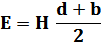 E = H (d + b)/2